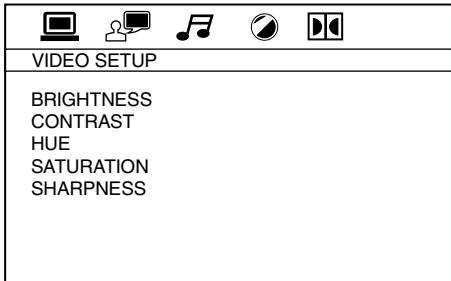 VIDEO SETUP
BRIGHTNESS
CONTRAST
HUE
SATURATION
SHARPNESS